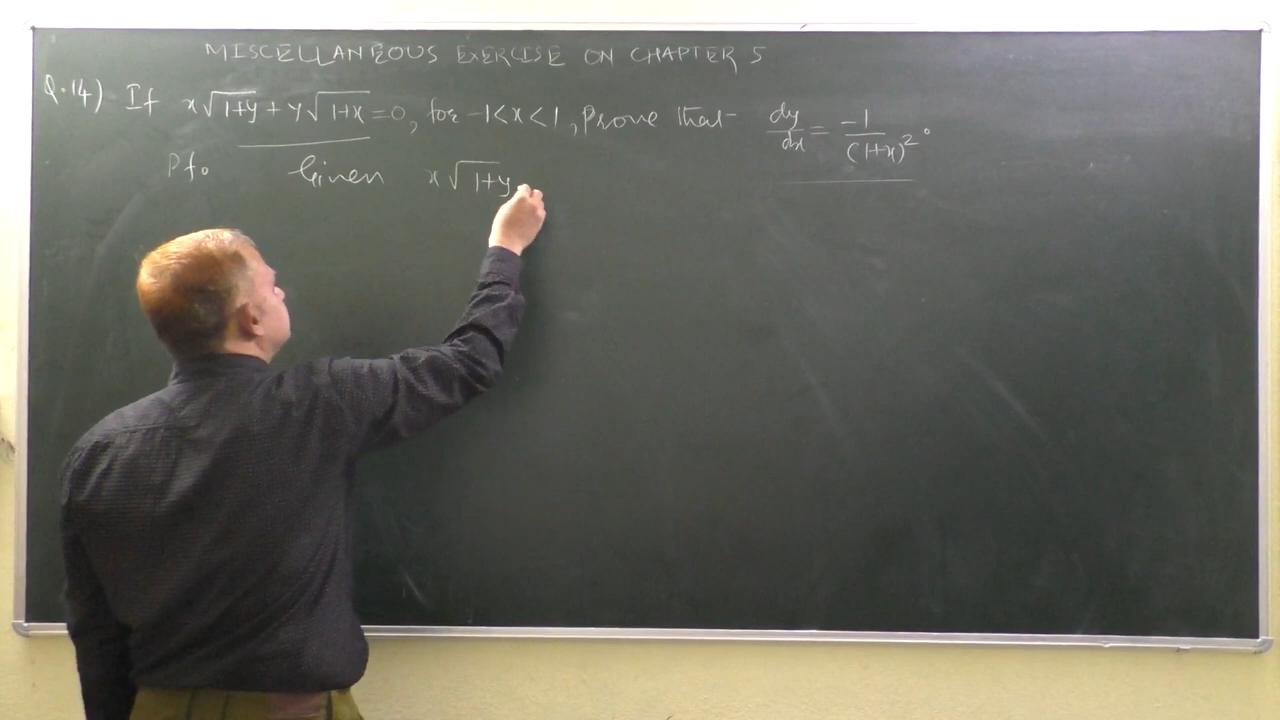 MISCELLANEOUS EXERCISE ON CHAPTER 5
Q.14) If x√1+y + y√1+x = 0, for -1<x<1, Prove that dy/dx = -1/(1+x)².
Pf. Given x√1+y